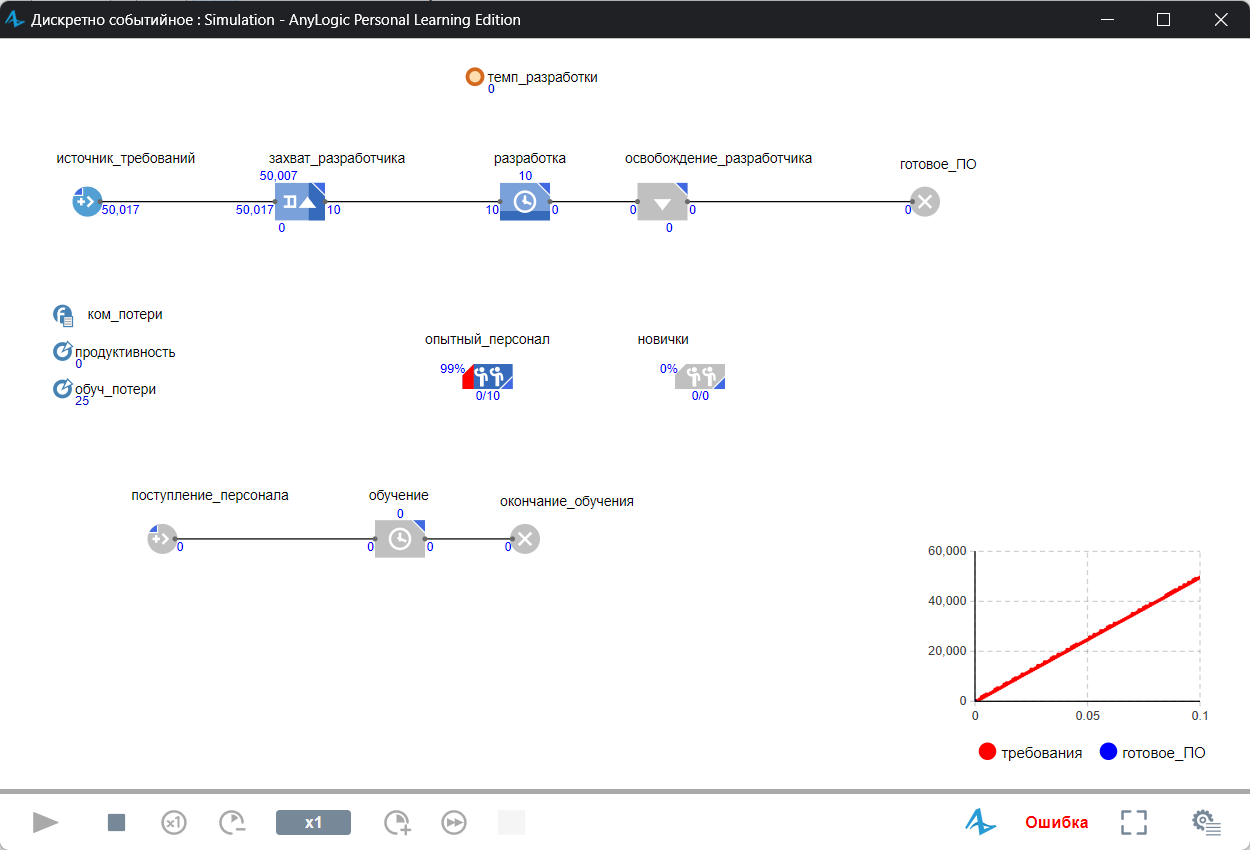 Дискретно событийное : Simulation - AnyLogic Personal Learning Edition
темп_разработки
0
источник_требований
захват_разработчика
разработка
освобождение_разработчика
готовое_ПО
50,007
10
50,017
50,017
10
10
0
0
0
0
0
0
ком_потери
продуктивность
0
обуч_потери
25
опытный_персонал
новички
99%
0/10
0%
0/0
поступление_персонала
обучение
окончание_обучения
0
0
0
0
0
60,000
40,000
20,000
0
0
0.05
0.1
требования
готовое_ПО
x1
x1
Ошибка